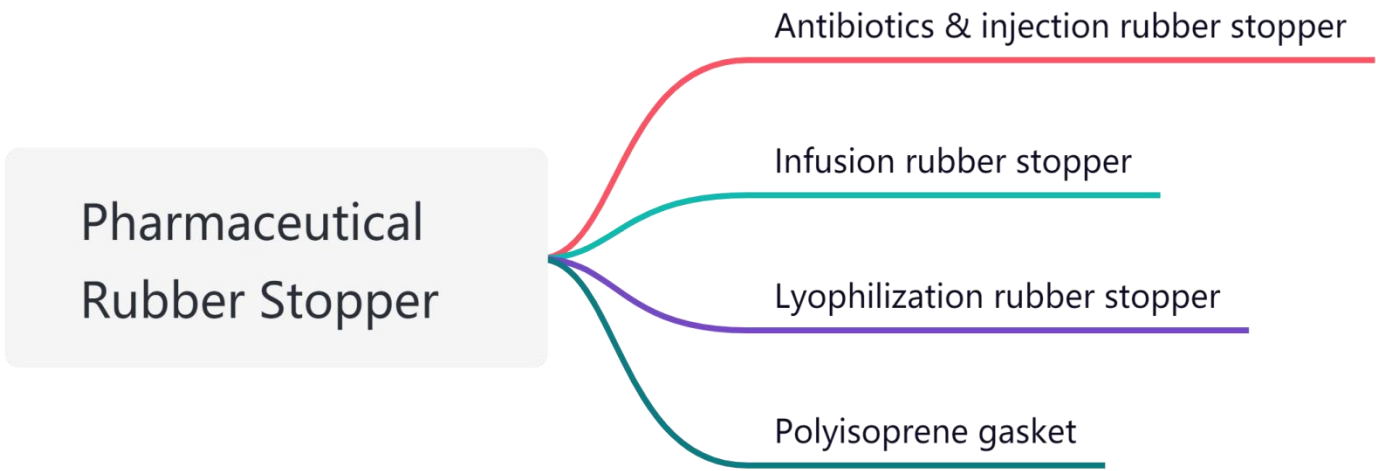 Pharmaceutical
Rubber Stopper
Antibiotics & injection rubber stopper
Infusion rubber stopper
Lyophilization rubber stopper
Polyisoprene gasket